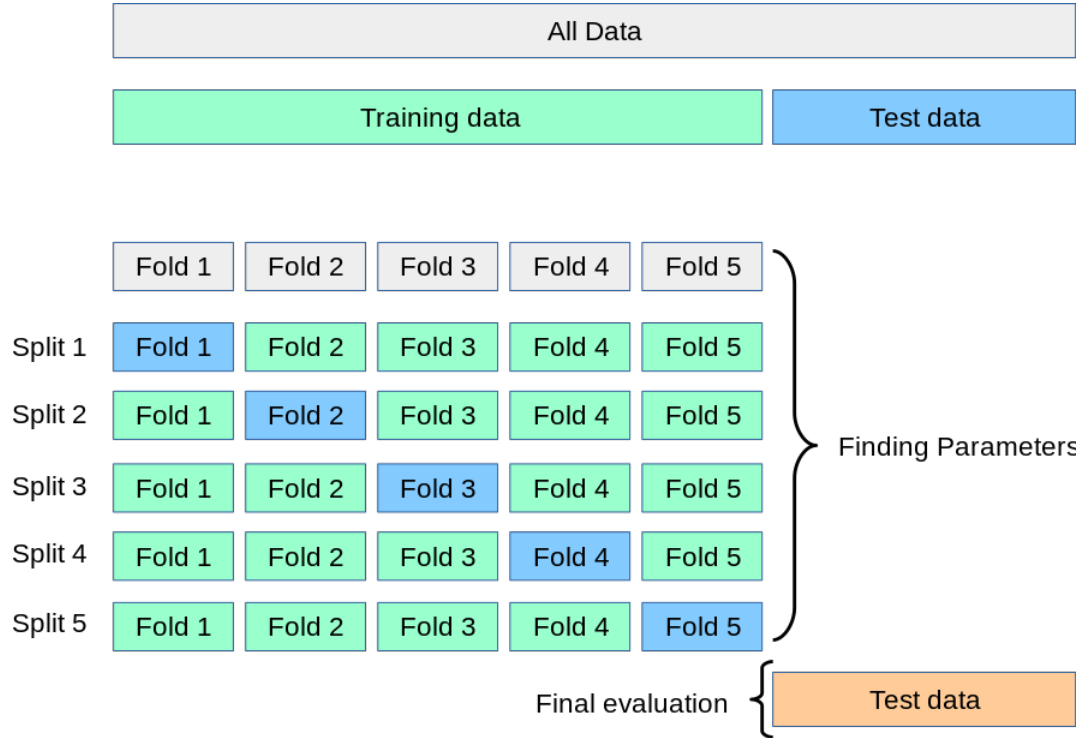 All Data
Training data Test data
Fold 1 Fold 2 Fold 3 Fold 4 Fold 5
Split 1 Fold 1 Fold 2 Fold 3 Fold 4 Fold 5
Split 2 Fold 1 Fold 2 Fold 3 Fold 4 Fold 5
Finding Parameters
Split 3 Fold 1 Fold 2 Fold 3 Fold 4 Fold 5
Split 4 Fold 1 Fold 2 Fold 3 Fold 4 Fold 5
Split 5 Fold 1 Fold 2 Fold 3 Fold 4 Fold 5
Final evaluation Test data